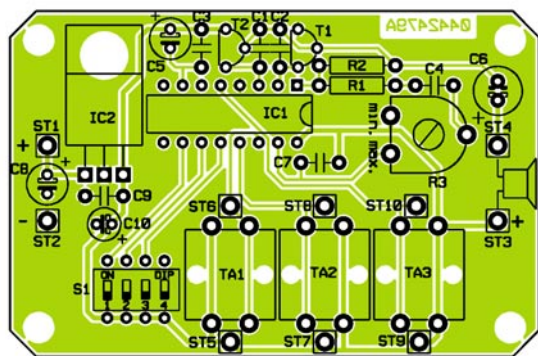 C3
T2
C1
C2
T1
0442479A
C5
R2
R1
C4
C6
IC2
IC1
min.
max.
ST1
+
C8
+
C9
C7
R3
ST4
ST6
ST8
ST10
-
ST2
C10
+
+
ST3
ON
DIP
S1
1
2
3
4
TA1
TA2
TA3
ST5
ST7
ST9